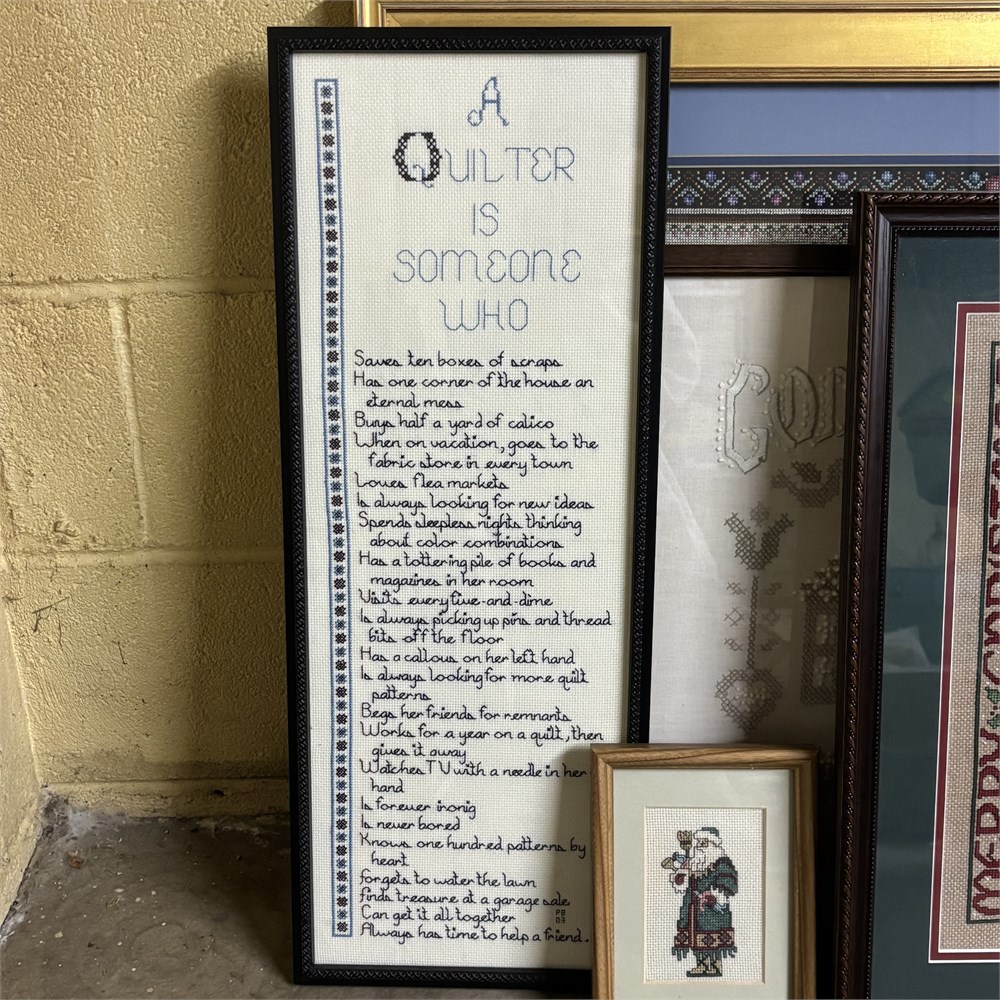 A
QUILTER
IS
SOMEONE
WHO
Saves ten boxes of scraps
Has one corner of the house an
eternal mess
Buys half a yard of calico
When on vacation, goes to the
fabric store in every town
Loves flea markets
Is always looking for new ideas
Spends sleepless nights thinking
about color combinations
Has a tottering pile of books and
magazines in her room
Visits every five-and-dime
Is always picking up pins and thread
bits off the floor
Has a callous on her left hand
Is always looking for more quilt
patterns
Begs her friends for remnants
Works for a year on a quilt, then
gives it away
Watches TV with a needle in her
hand
Is forever ironig
Is never bored
Knows one hundred patterns by
heart
forgets to water the lawn
finds treasure at a garage sale
Can get it all together
Always has time to help a friend.
PB
03
MERRY